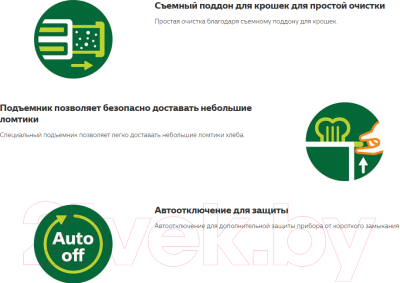 Съемный поддон для крошек для простой очистки
Простая очистка благодаря съемному поддону для крошек.
Подъемник позволяет безопасно доставать небольшие
ломтики
Специальный подъемник позволяет легко доставать небольшие ломтики хлеба.
Автоотключение для защиты
Автоотключение для дополнительной защиты прибора от короткого замыкания
Auto
off
21vek.by